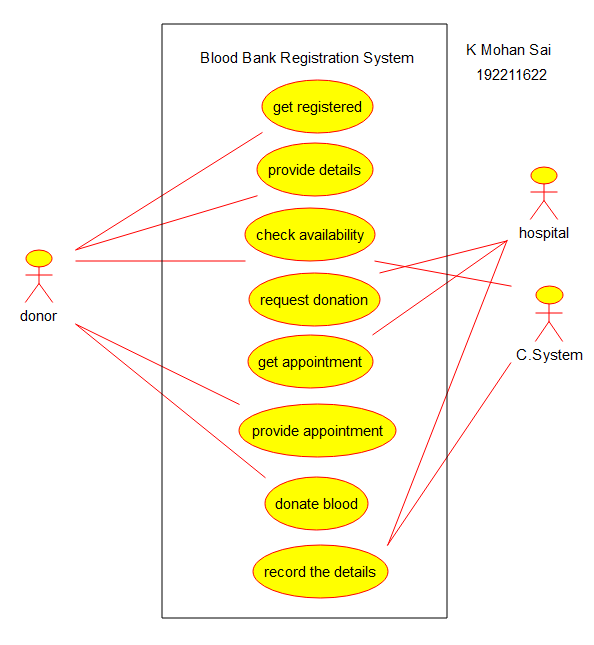 Blood Bank Registration System
K Mohan Sai
192211622
get registered
provide details
check availability
request donation
get appointment
provide appointment
donate blood
record the details
donor
hospital
C.System